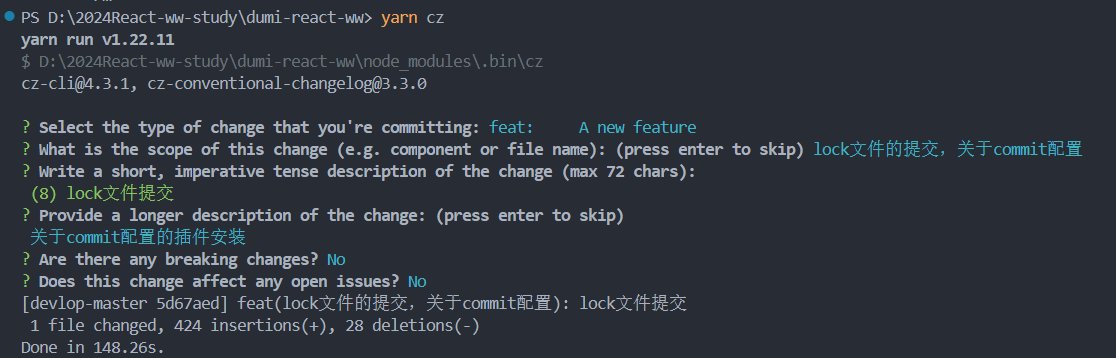 PS D:\2024React-ww-study\dumi-react-ww> yarn cz
yarn run v1.22.11
$ D:\2024React-ww-study\dumi-react-ww\node_modules\.bin\cz
cz-cli@4.3.1, cz-conventional-changelog@3.3.0
? Select the type of change that you're committing: feat:     A new feature
? What is the scope of this change (e.g. component or file name): (press enter to skip) lock文件的提交，关于commit配置
? Write a short, imperative tense description of the change (max 72 chars):
(8) lock文件提交
? Provide a longer description of the change: (press enter to skip)
关于commit配置的插件安装
? Are there any breaking changes? No
? Does this change affect any open issues? No
[devlop-master 5d67aed] feat(lock文件的提交，关于commit配置): lock文件提交
1 file changed, 424 insertions(+), 28 deletions(-)
Done in 148.26s.